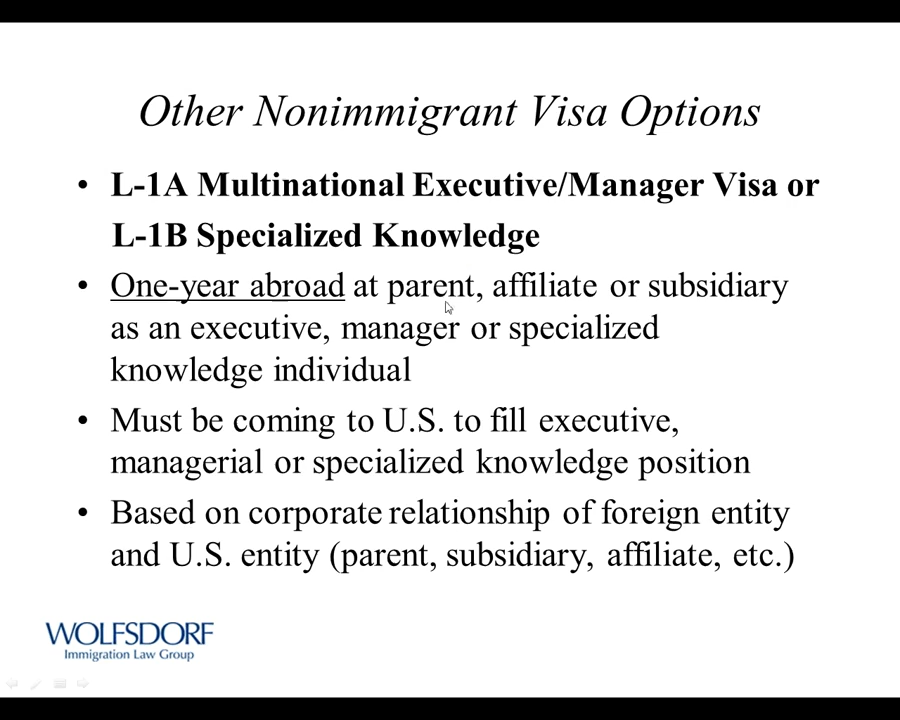 Other Nonimmigrant Visa Options
• L-1A Multinational Executive/Manager Visa or
L-1B Specialized Knowledge
• One-year abroad at parent, affiliate or subsidiary
as an executive, manager or specialized
knowledge individual
• Must be coming to U.S. to fill executive,
managerial or specialized knowledge position
• Based on corporate relationship of foreign entity
and U.S. entity (parent, subsidiary, affiliate, etc.)
WOLFSDORF
Immigration Law Group